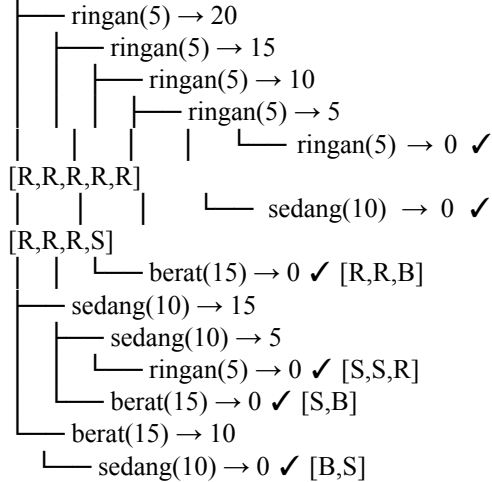 ├── ringan(5) → 20
│ ├── ringan(5) → 15
│ │ ├── ringan(5) → 10
│ │ │ ├── ringan(5) → 5
│ │ │ │ └── ringan(5) → 0 ✓
[R,R,R,R,R]
│ │ │ └── sedang(10) → 0 ✓
[R,R,R,S]
│ │ └── berat(15) → 0 ✓ [R,R,B]
├── sedang(10) → 15
│ ├── sedang(10) → 5
│ │ └── ringan(5) → 0 ✓ [S,S,R]
│ └── berat(15) → 0 ✓ [S,B]
└── berat(15) → 10
└── sedang(10) → 0 ✓ [B,S]